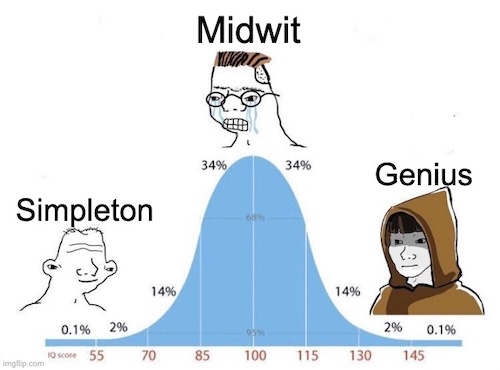 Midwit
34% 34%
Genius
Simpleton
68%
14% 14%
0.1% 2% 95% 2% 0.1%
IQ score 55 70 85 100 115 130 145
imgflip.com